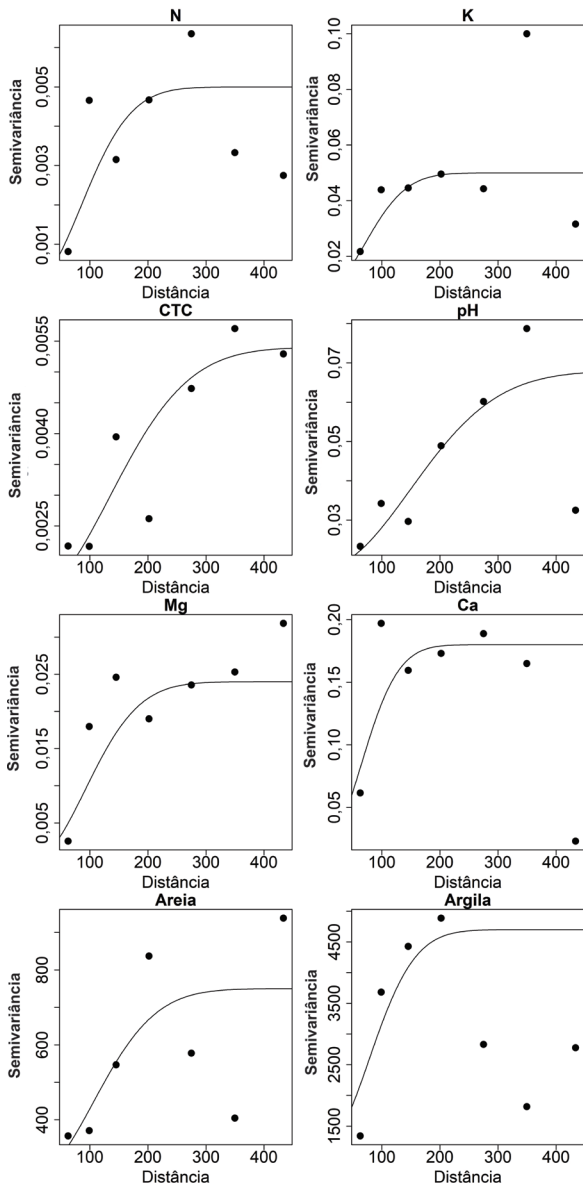 N
Semivariância
0,001 0,003 0,005
100 200 300 400
Distância
K
Semivariância
0,02 0,04 0,06 0,08 0,10
100 200 300 400
Distância
CTC
Semivariância
0,0025 0,0040 0,0055
100 200 300 400
Distância
pH
Semivariância
0,03 0,05 0,07
100 200 300 400
Distância
Mg
Semivariância
0,005 0,015 0,025
100 200 300 400
Distância
Ca
Semivariância
0,05 0,10 0,15 0,20
100 200 300 400
Distância
Areia
Semivariância
400 600 800
100 200 300 400
Distância
Argila
Semivariância
1500 2500 3500 4500
100 200 300 400
Distância